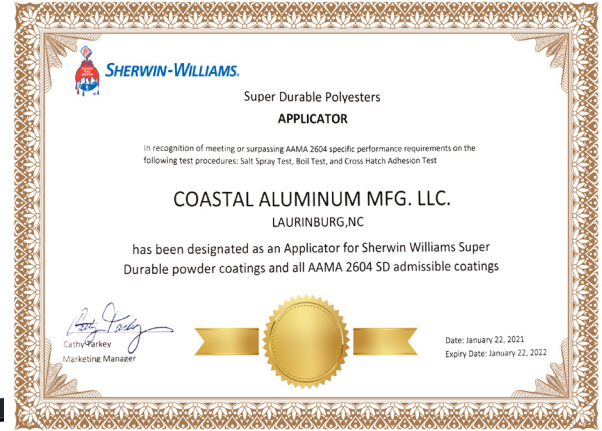 SHERWIN-WILLIAMS.
Super Durable Polyesters
APPLICATOR
In recognition of meeting or surpassing AAMA 2604 specific performance requirements on the
following test procedures: Salt Spray Test, Boil Test, and Cross Hatch Adhesion Test
COASTAL ALUMINUM MFG. LLC.
LAURINBURG,NC
has been designated as an Applicator for Sherwin Williams Super
Durable powder coatings and all AAMA 2604 SD admissible coatings
Cathy Parkey
Marketing Manager
Date: January 22, 2021
Expiry Date: January 22, 2022